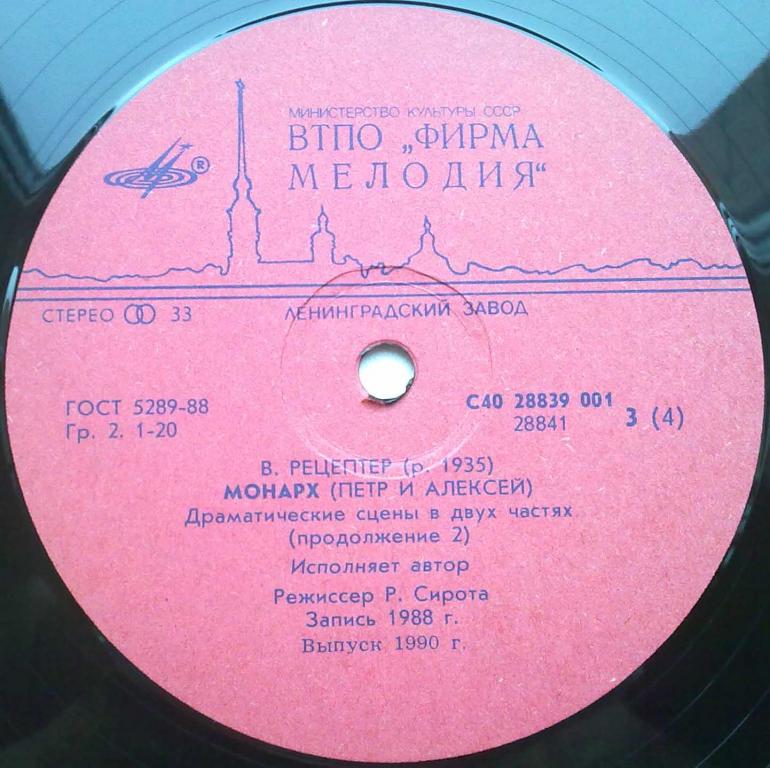 МИНИСТЕРСТВО КУЛЬТУРЫ СССР
ВТПО „ФИРМА
МЕЛОДИЯ“
®
СТЕРЕО 33
ЛЕНИНГРАДСКИЙ ЗАВОД
ГОСТ 5289-88
Гр. 2. 1-20
С40 28839 001
28841
3 (4)
В. РЕЦЕПТЕР (р. 1935)
МОНАРХ (ПЕТР И АЛЕКСЕЙ)
Драматические сцены в двух частях
(продолжение 2)
Исполняет автор
Режиссер Р. Сирота
Запись 1988 г.
Выпуск 1990 г.